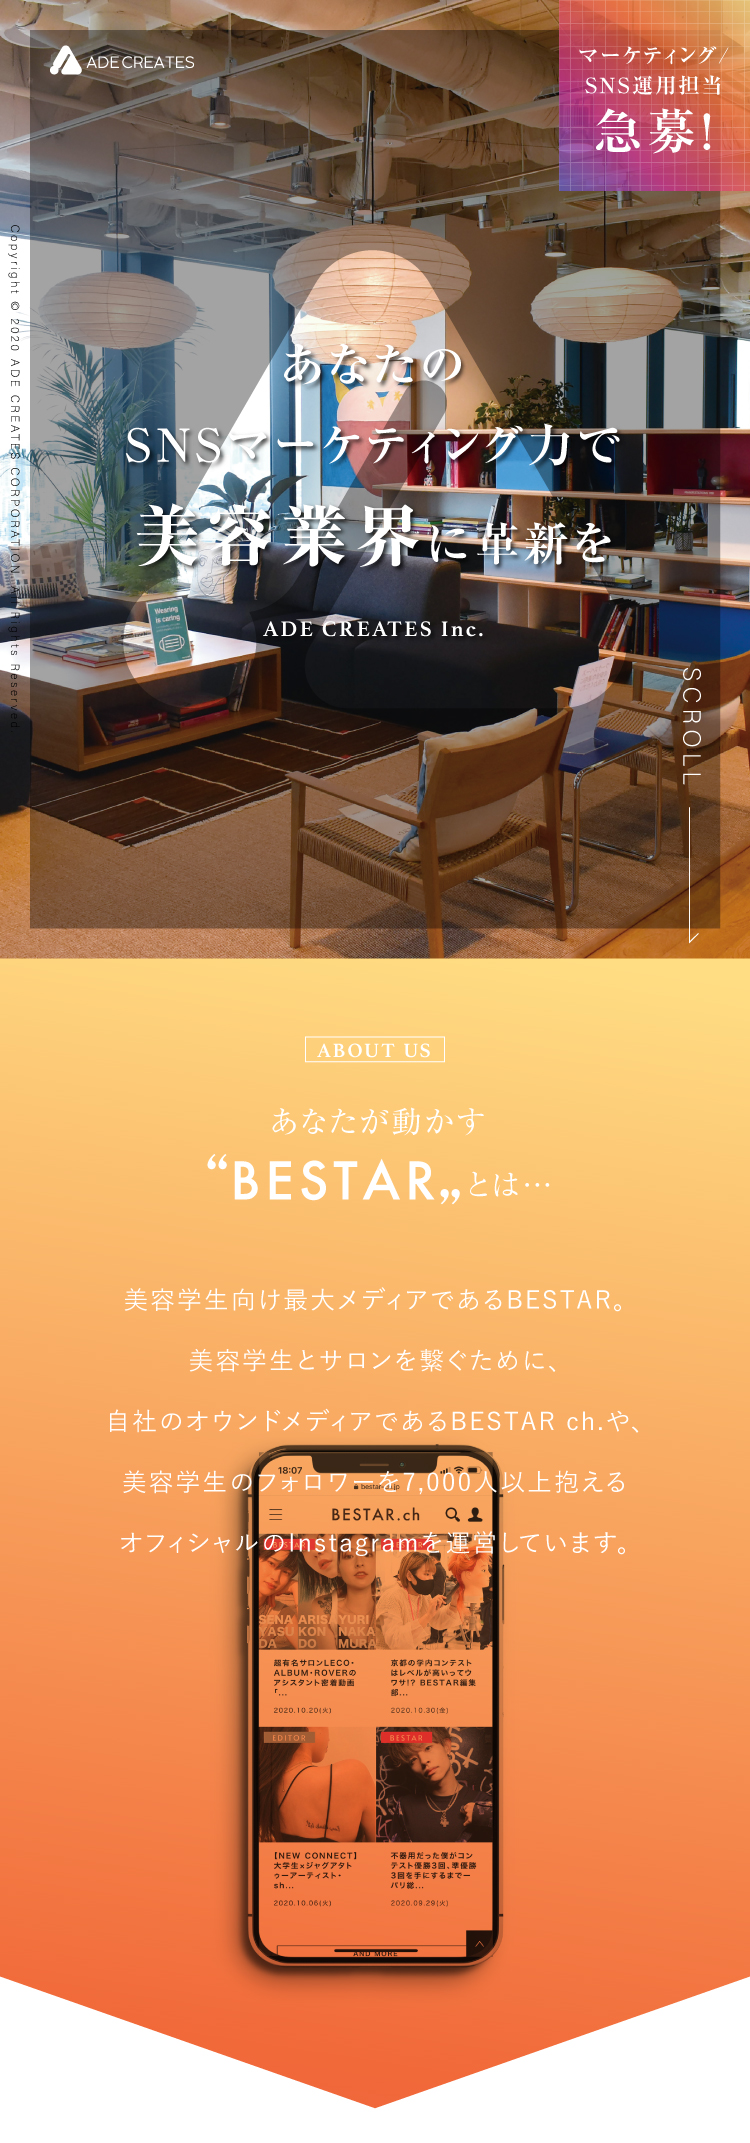 ADE CREATES
マーケティング/
SNS運用担当
急募!
Copyright © 2020 ADE CREATES CORPORATION. All Rights Reserved.
あなたの
SNSマーケティング力で
美容業界に革新を
Wearing
is caring
ADE CREATES Inc.
SCROLL
ABOUT US
あなたが動かす
“BESTAR„とは…
美容学生向け最大メディアであるBESTAR。
美容学生とサロンを繋ぐために、
自社のオウンドメディアであるBESTAR ch.や、
美容学生のフォロワーを7,000人以上抱える
オフィシャルのInstagramを運営しています。
18:07
bestar-ch.jp
BESTAR.ch
SENA
YASU
DA
ARISA
KON
DO
YURI
NAKA
MURA
超有名サロンLECO・
ALBUM・ROVERの
アシスタント密着動画
「...
2020.10.20(火)
京都の学内コンテスト
はレベルが高いってウ
ワサ!? BESTAR編集
部...
2020.10.30(金)
EDITOR
BESTAR
【NEW CONNECT】
大学生×ジャグアタト
ゥーアーティスト・
sh...
2020.10.06(火)
不器用だった僕がコン
テスト優勝3回、準優勝
3回を手にするまでー
パリ総...
2020.09.29(火)
AND MORE